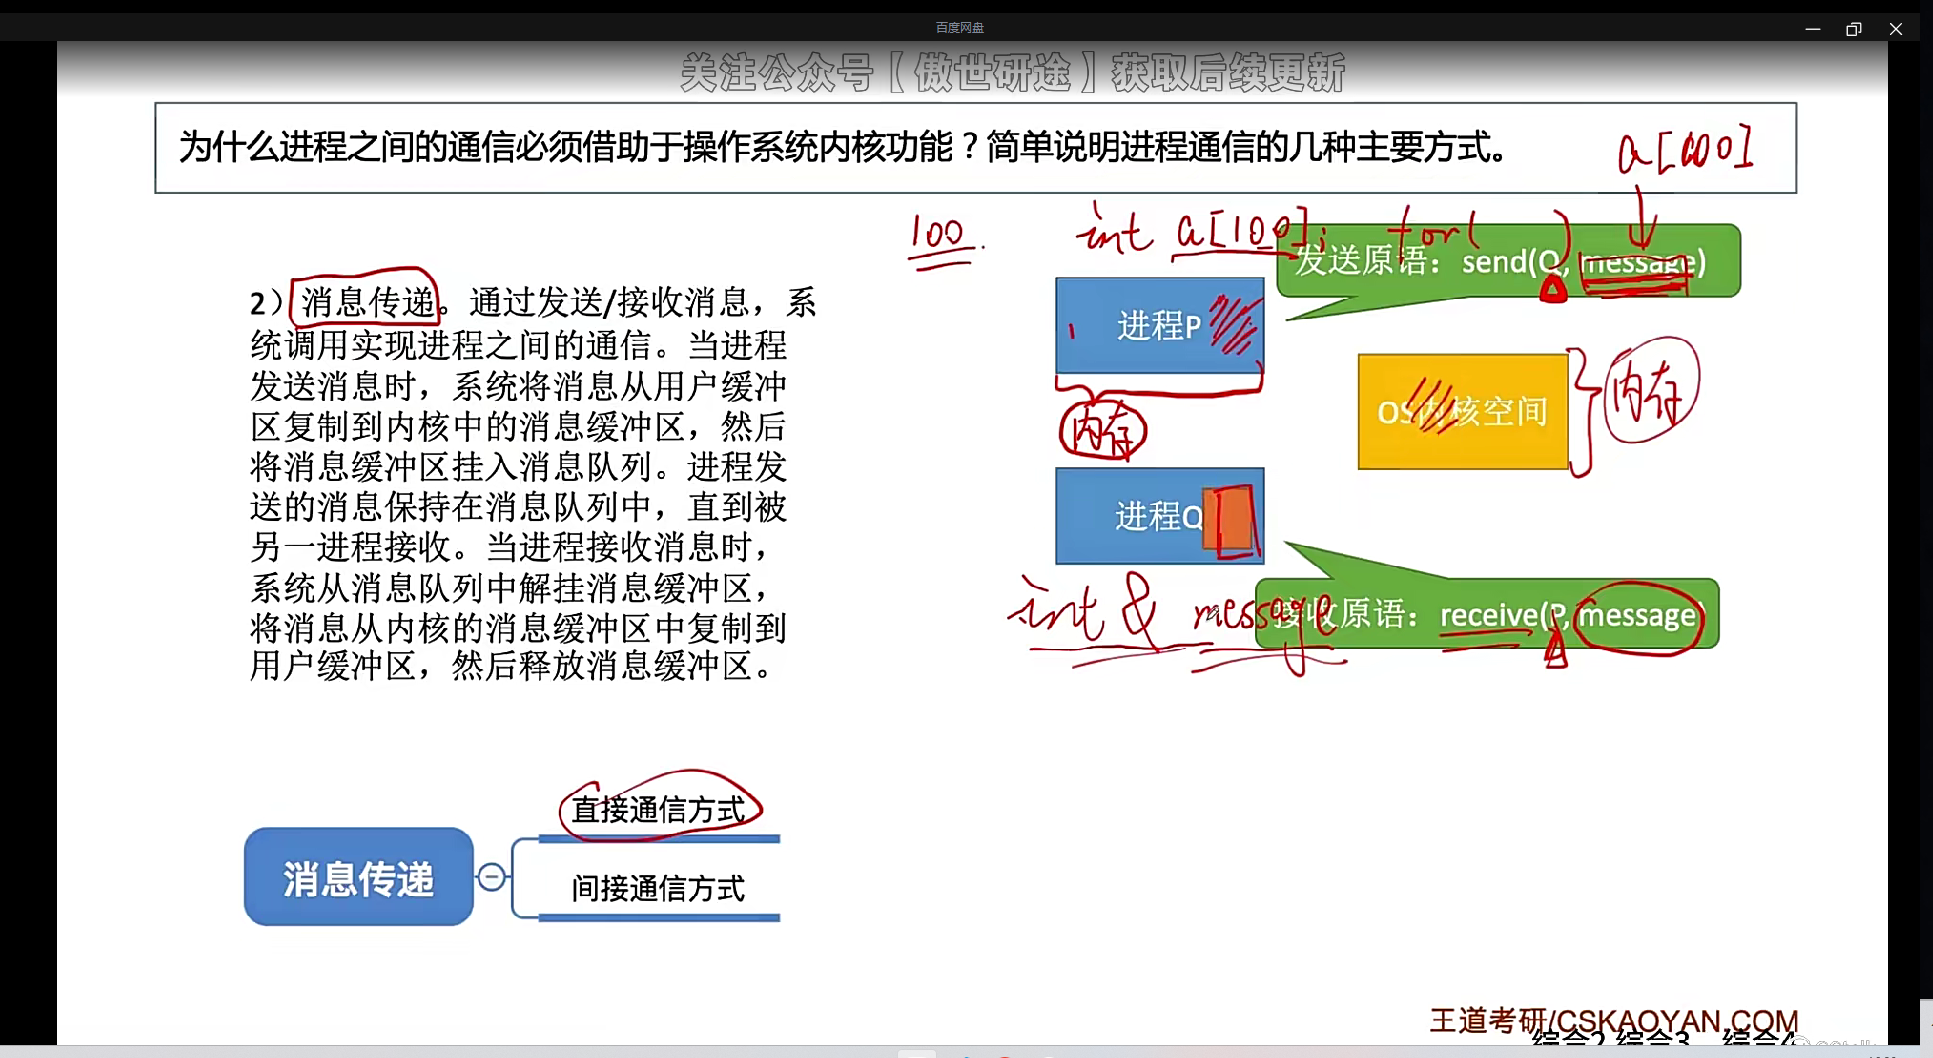 百度网盘
关注公众号【傲世研途】获取后续更新
为什么进程之间的通信必须借助于操作系统内核功能？简单说明进程通信的几种主要方式。
a[100]
100.
int a[100]; for( )
发送原语：send(Q, message)
2）消息传递。通过发送/接收消息，系
统调用实现进程之间的通信。当进程
发送消息时，系统将消息从用户缓冲
区复制到内核中的消息缓冲区，然后
将消息缓冲区挂入消息队列。进程发
送的消息保持在消息队列中，直到被
另一进程接收。当进程接收消息时，
系统从消息队列中解挂消息缓冲区，
将消息从内核的消息缓冲区中复制到
用户缓冲区，然后释放消息缓冲区。
进程P
内存
OS内核空间
内存
进程Q
int & message
接收原语：receive(P, message)
消息传递
直接通信方式
间接通信方式
王道考研/CSKAOYAN.COM
综合2 综合3 综合4